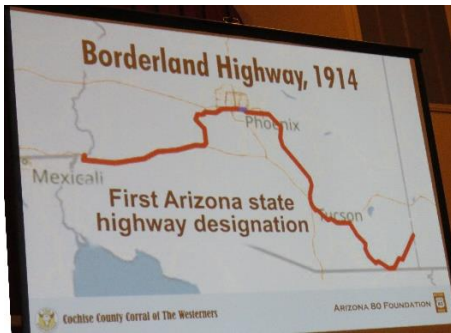 Borderland Highway, 1914
Phoenix
Mexicali
First Arizona state
highway designation
Tucson
Cochise County Corral of The Westerners
ARIZONA 80 FOUNDATION